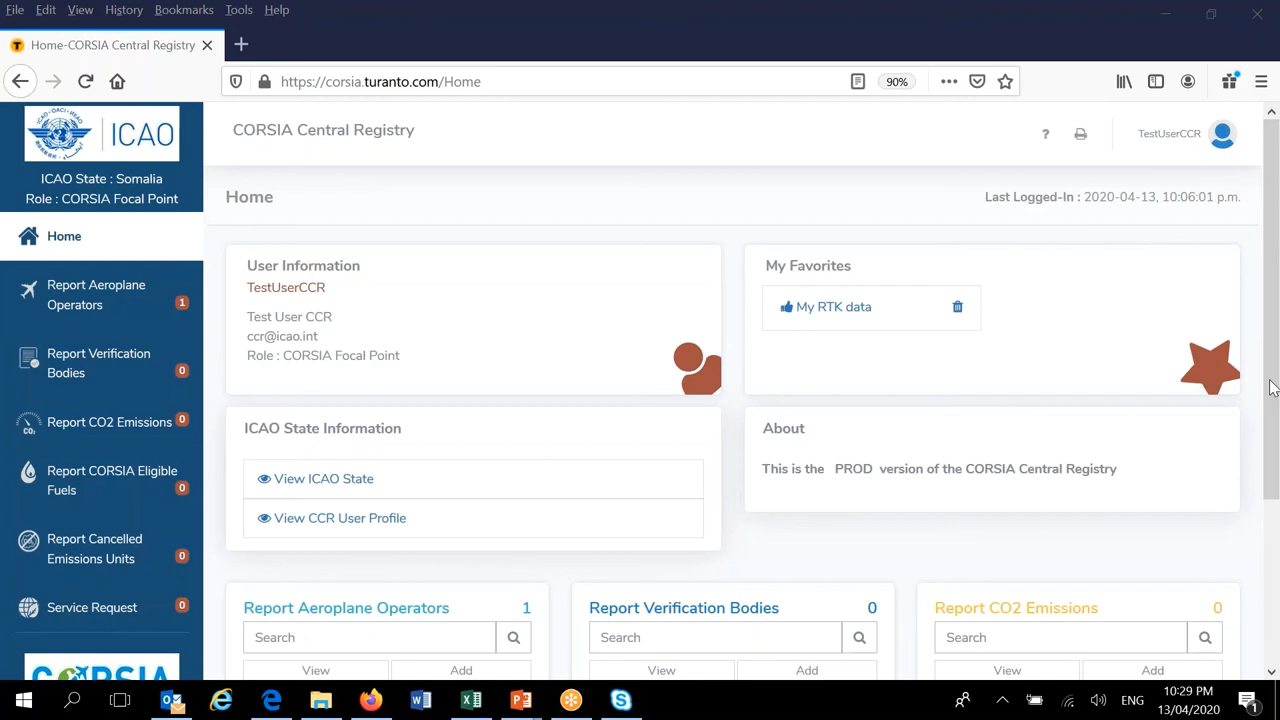 File Edit View History Bookmarks Tools Help
Home-CORSIA Central Registry
https://corsia.turanto.com/Home
90%
ICAO
ICAO State : Somalia
Role : CORSIA Focal Point
Home
Report Aeroplane
Operators
1
Report Verification
Bodies
0
CO2
Report CO2 Emissions
0
Report CORSIA Eligible
Fuels
0
Report Cancelled
Emissions Units
0
Service Request
0
CORSIA
CORSIA Central Registry
?
TestUserCCR
Home
Last Logged-In : 2020-04-13, 10:06:01 p.m.
User Information
TestUserCCR
Test User CCR
ccr@icao.int
Role : CORSIA Focal Point
My Favorites
My RTK data
ICAO State Information
View ICAO State
View CCR User Profile
About
This is the PROD version of the CORSIA Central Registry
Report Aeroplane Operators 1
Search
View Add
Report Verification Bodies 0
Search
View Add
Report CO2 Emissions 0
Search
View Add
ENG
10:29 PM
13/04/2020
1